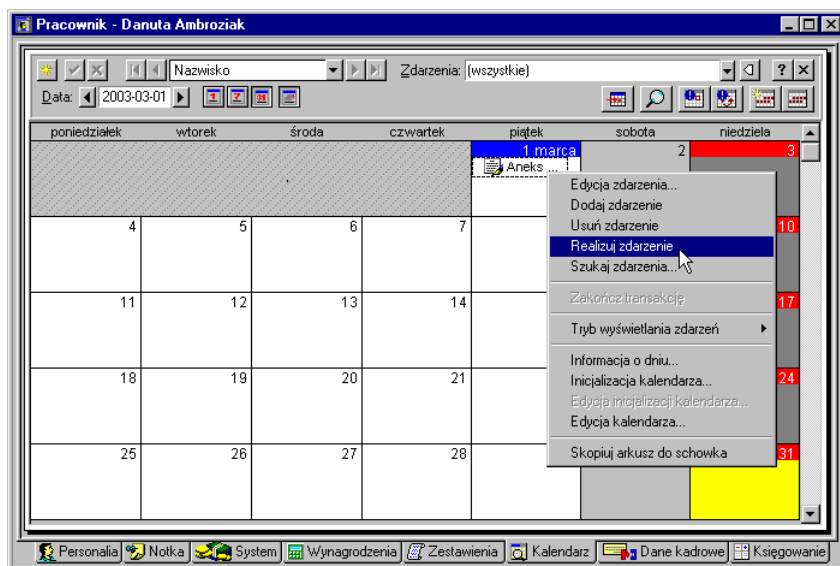 Pracownik - Danuta Ambroziak
Nazwisko Zdarzenia: (wszystkie) ?
Data: 2003-03-01 1 7 31
poniedziałek wtorek środa czwartek piątek sobota niedziela
1 marca 2 3
Aneks ...
Edycja zdarzenia...
Dodaj zdarzenie
4 5 6 7 Usuń zdarzenie 10
Realizuj zdarzenie
Szukaj zdarzenia...
11 12 13 14 Zakończ transakcję 17
Tryb wyświetlania zdarzeń
Informacja o dniu...
18 19 20 21 Inicjalizacja kalendarza... 24
Edycja inicjalizacji kalendarza...
Edycja kalendarza...
25 26 27 28 Skopiuj arkusz do schowka 31
Personalia Notka System Wynagrodzenia Zestawienia Kalendarz Dane kadrowe Księgowanie